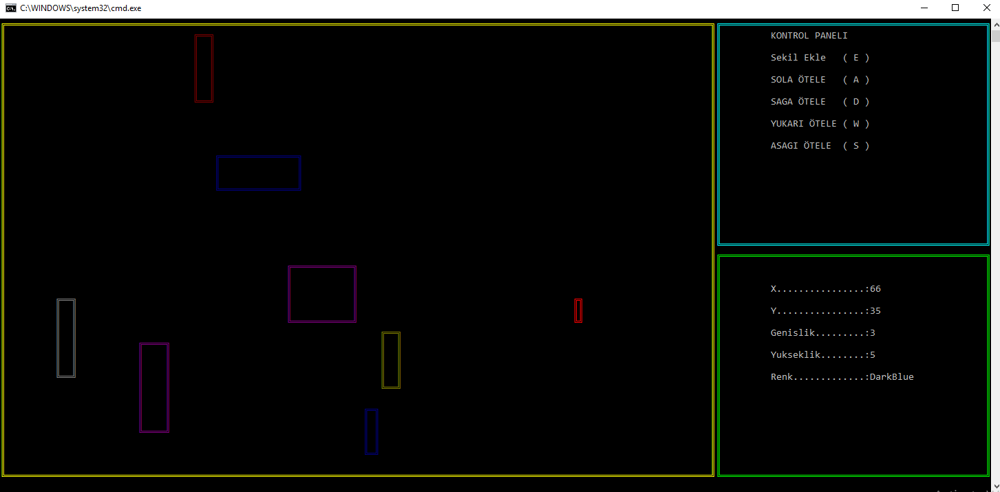 C:\WINDOWS\system32\cmd.exe
KONTROL PANELI
Sekil Ekle   ( E )
SOLA ÖTELE   ( A )
SAGA ÖTELE   ( D )
YUKARI ÖTELE ( W )
ASAGI ÖTELE  ( S )
X................:66
Y................:35
Genislik.........:3
Yukseklik........:5
Renk.............:DarkBlue